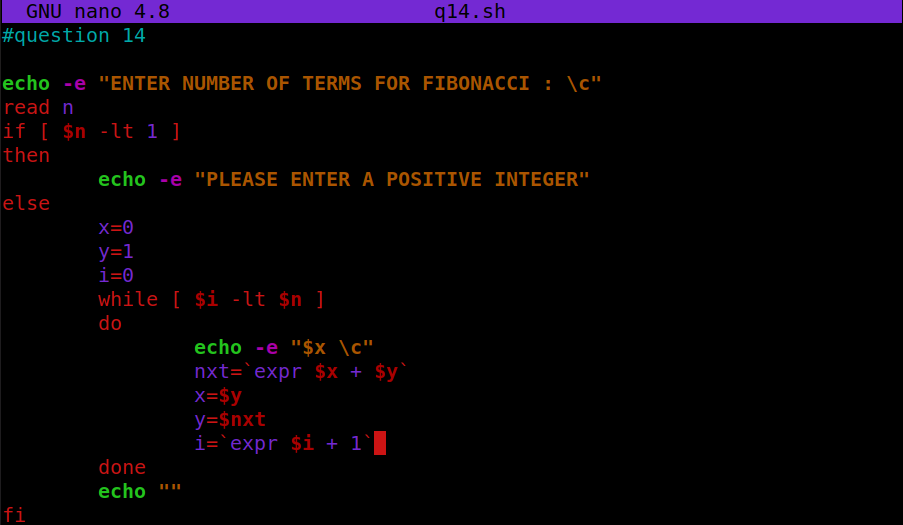 GNU nano 4.8 q14.sh
#question 14
echo -e "ENTER NUMBER OF TERMS FOR FIBONACCI : \c"
read n
if [ $n -lt 1 ]
then
        echo -e "PLEASE ENTER A POSITIVE INTEGER"
else
        x=0
        y=1
        i=0
        while [ $i -lt $n ]
        do
                echo -e "$x \c"
                nxt=`expr $x + $y`
                x=$y
                y=$nxt
                i=`expr $i + 1`
        done
        echo ""
fi